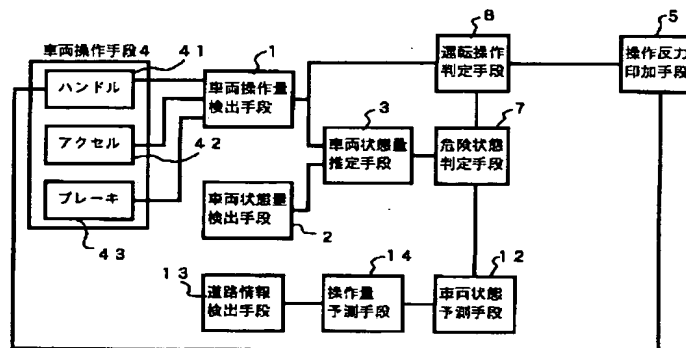 8
5
車両操作手段4
41
1
運転操作
判定手段
操作反力
印加手段
ハンドル
車両操作量
検出手段
3
7
アクセル
42
車両状態量
推定手段
危険状態
判定手段
ブレーキ
車両状態量
検出手段
43
2
13
14
12
道路情報
検出手段
操作量
予測手段
車両状態
予測手段